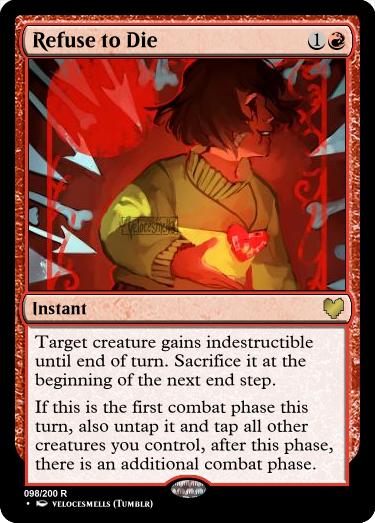 Refuse to Die 1
velocesmells
Instant
Target creature gains indestructible
until end of turn. Sacrifice it at the
beginning of the next end step.
If this is the first combat phase this
turn, also untap it and tap all other
creatures you control, after this phase,
there is an additional combat phase.
098/200 R
• VELOCESMELLS (TUMBLR)